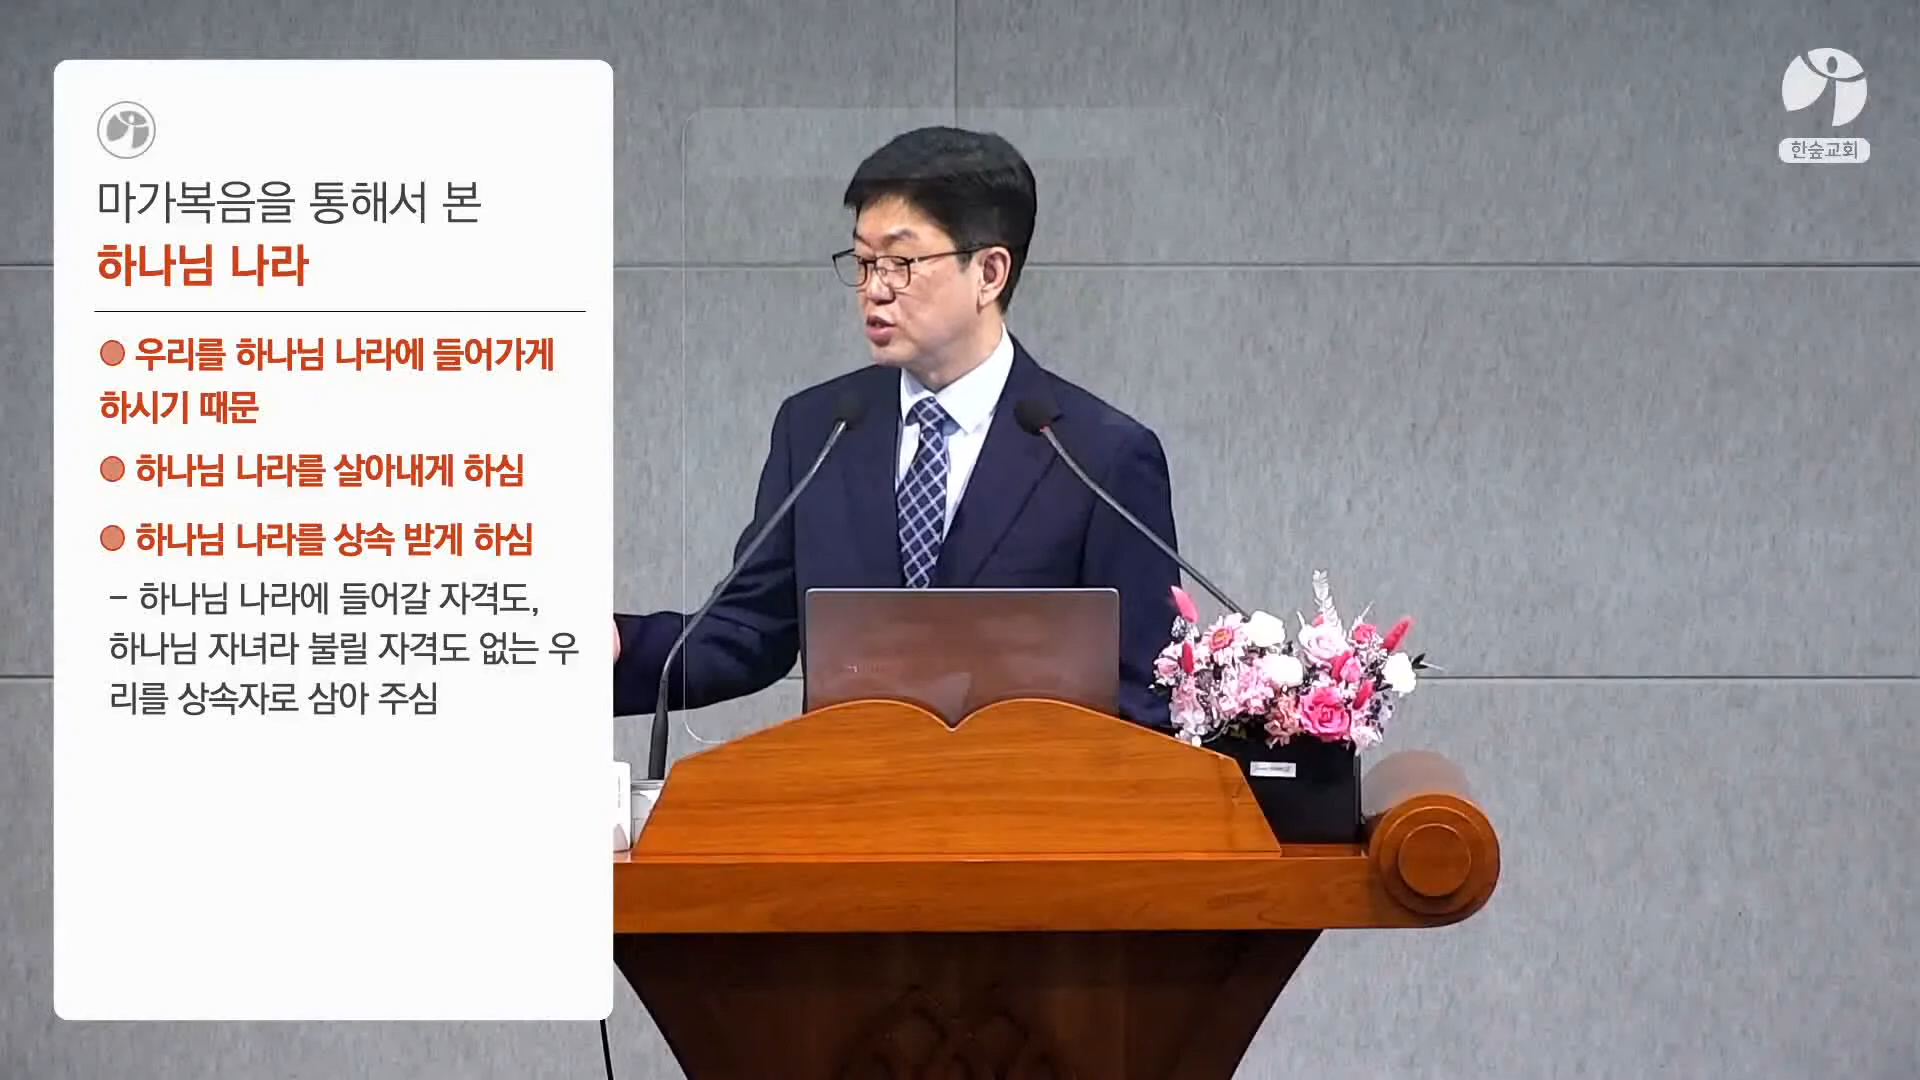 마가복음을 통해서 본
하나님 나라
우리를 하나님 나라에 들어가게
하시기 때문
하나님 나라를 살아내게 하심
하나님 나라를 상속 받게 하심
- 하나님 나라에 들어갈 자격도,
하나님 자녀라 불릴 자격도 없는 우
리를 상속자로 삼아 주심
한숲교회